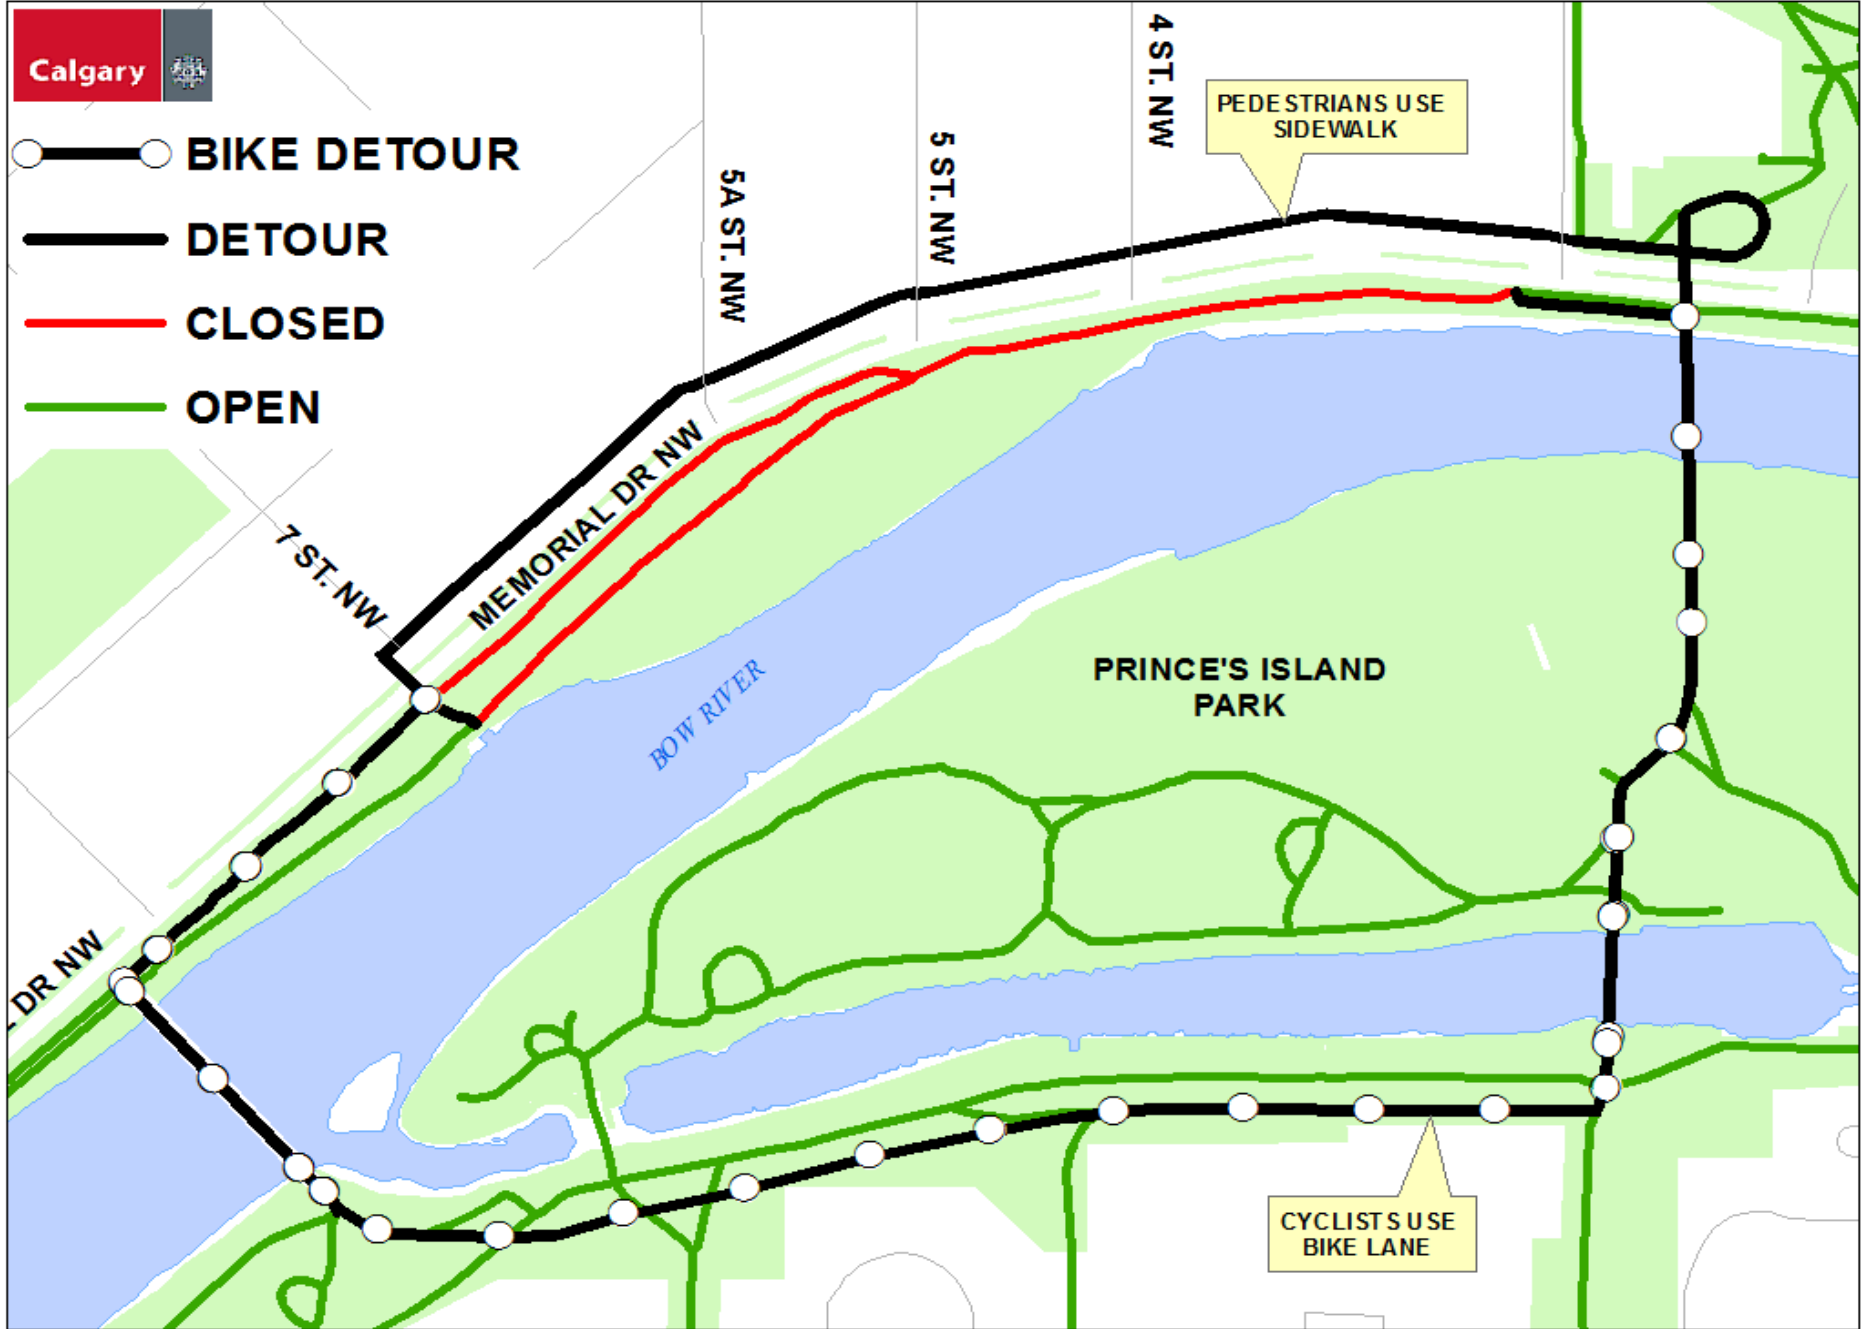 Calgary
BIKE DETOUR
DETOUR
CLOSED
OPEN
4 ST. NW
5 ST. NW
5A ST. NW
PEDESTRIANS USE
SIDEWALK
MEMORIAL DR NW
7 ST. NW
BOW RIVER
PRINCE'S ISLAND
PARK
DR NW
CYCLISTS USE
BIKE LANE